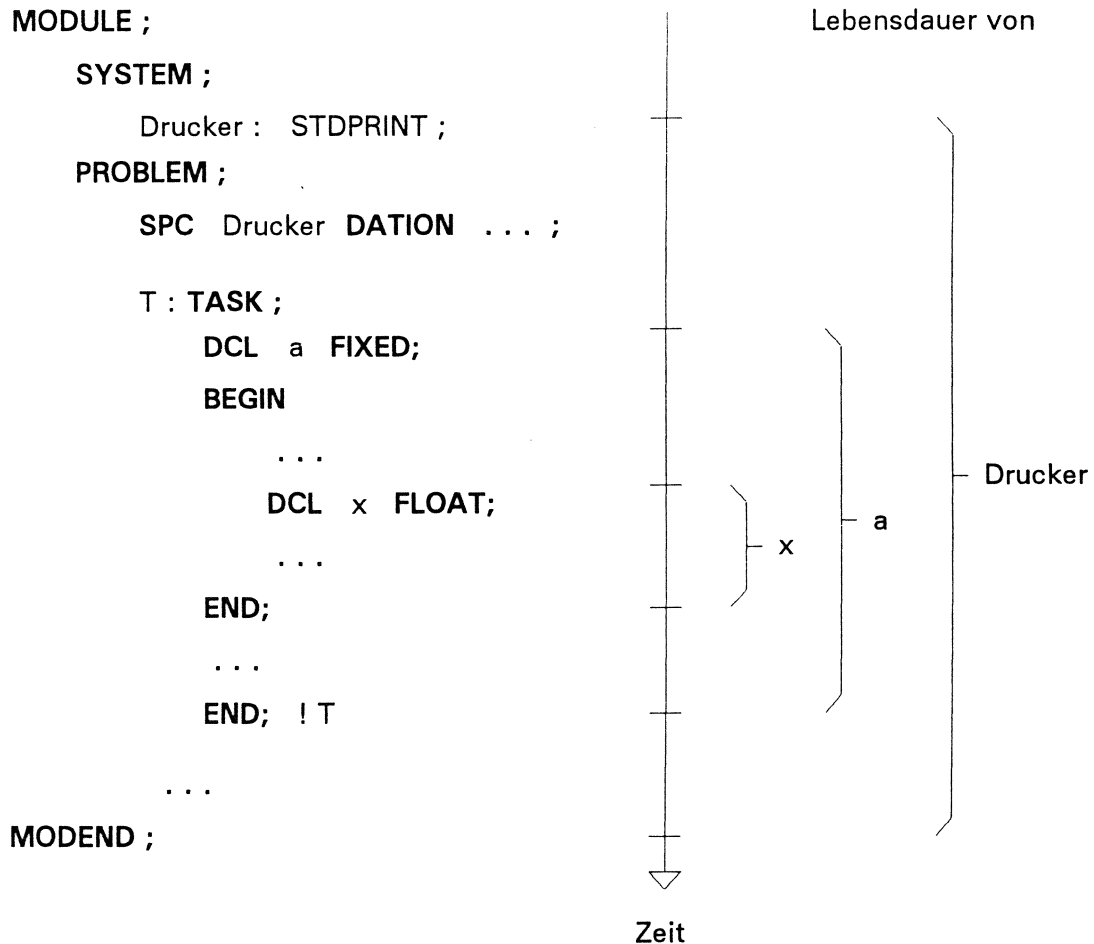 MODULE ;
Lebensdauer von
SYSTEM ;
Drucker : STDPRINT ;
PROBLEM ;
SPC Drucker DATION ... ;
T : TASK ;
DCL a FIXED;
BEGIN
...
DCL x FLOAT;
...
END;
...
END; ! T
...
MODEND ;
x
a
Drucker
Zeit